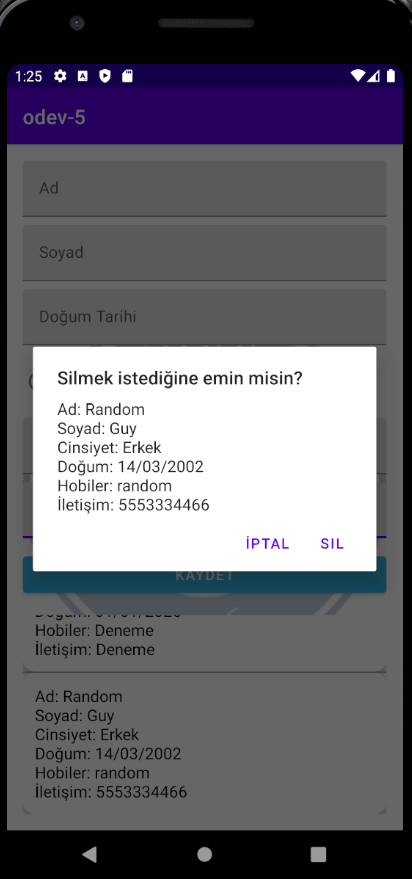 1:25
odev-5
Ad
Soyad
Doğum Tarihi
Silmek istediğine emin misin?
Ad: Random
Soyad: Guy
Cinsiyet: Erkek
Doğum: 14/03/2002
Hobiler: random
İletişim: 5553334466
İPTAL SIL
KAYDET
Hobiler: Deneme
İletişim: Deneme
Ad: Random
Soyad: Guy
Cinsiyet: Erkek
Doğum: 14/03/2002
Hobiler: random
İletişim: 5553334466